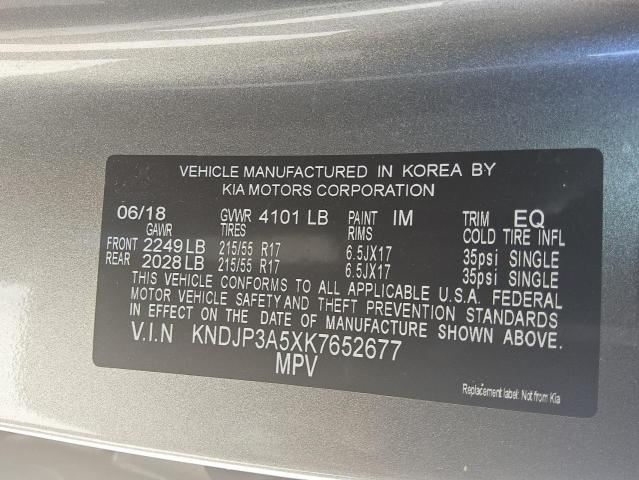 VEHICLE MANUFACTURED IN KOREA BY
KIA MOTORS CORPORATION
06/18 GVWR 4101 LB PAINT IM TRIM EQ
GAWR TIRES RIMS COLD TIRE INFL
FRONT 2249 LB 215/55 R17 6.5JX17 35psi SINGLE
REAR 2028 LB 215/55 R17 6.5JX17 35psi SINGLE
THIS VEHICLE CONFORMS TO ALL APPLICABLE U.S.A. FEDERAL
MOTOR VEHICLE SAFETY AND THEFT PREVENTION STANDARDS
IN EFFECT ON THE DATE OF MANUFACTURE SHOWN ABOVE.
V.I.N KNDJP3A5XK7652677
MPV
Replacement label: Not from Kia